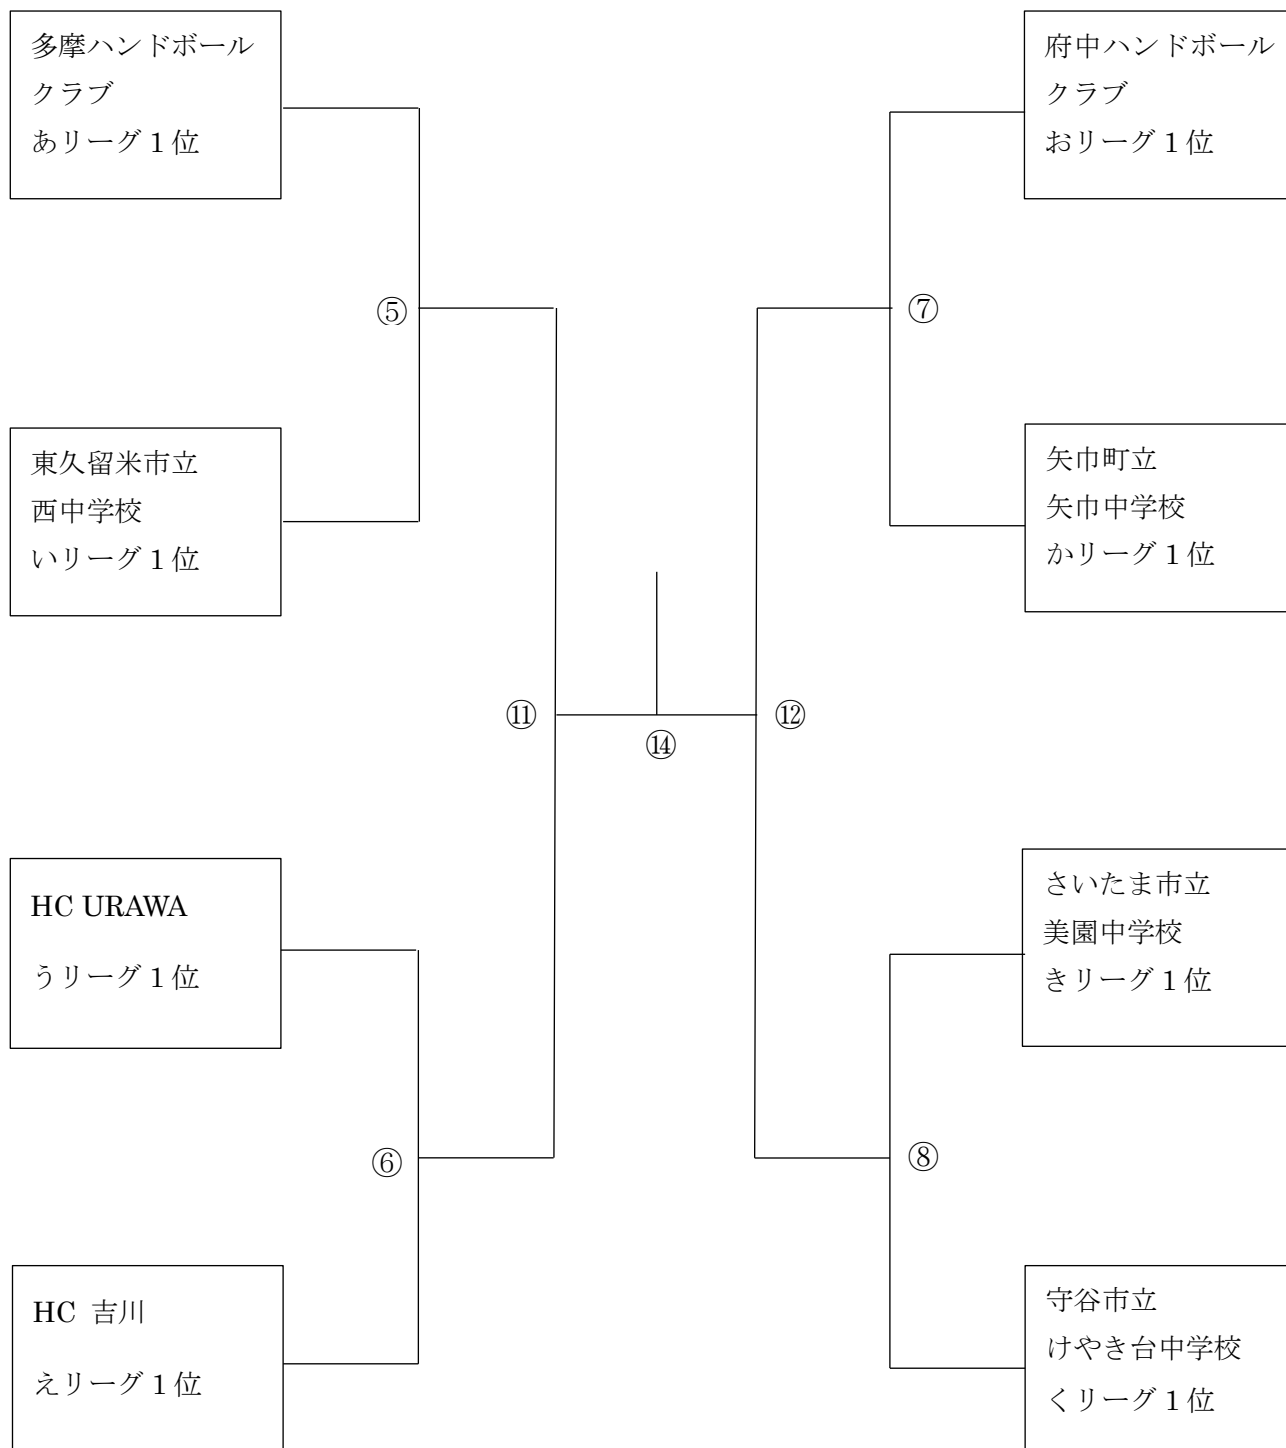 多摩ハンドボール
クラブ
あリーグ１位
府中ハンドボール
クラブ
おリーグ１位
⑤
⑦
東久留米市立
西中学校
いリーグ１位
矢巾町立
矢巾中学校
かリーグ１位
⑪
⑭
⑫
HC URAWA
うリーグ１位
さいたま市立
美園中学校
きリーグ１位
⑥
⑧
HC 吉川
えリーグ１位
守谷市立
けやき台中学校
くリーグ１位